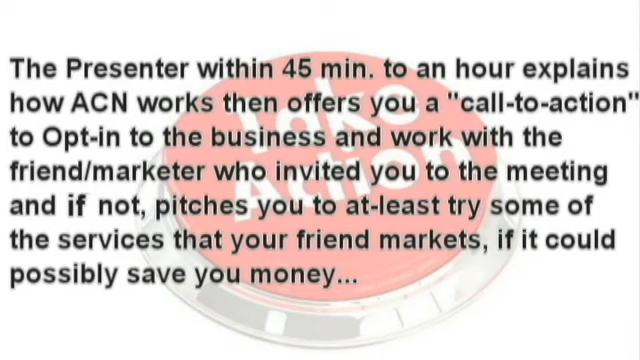 The Presenter within 45 min. to an hour explains
how ACN works then offers you a "call-to-action"
to Opt-in to the business and work with the
friend/marketer who invited you to the meeting
and if not, pitches you to at-least try some of
the services that your friend markets, if it could
possibly save you money...
Take
Action